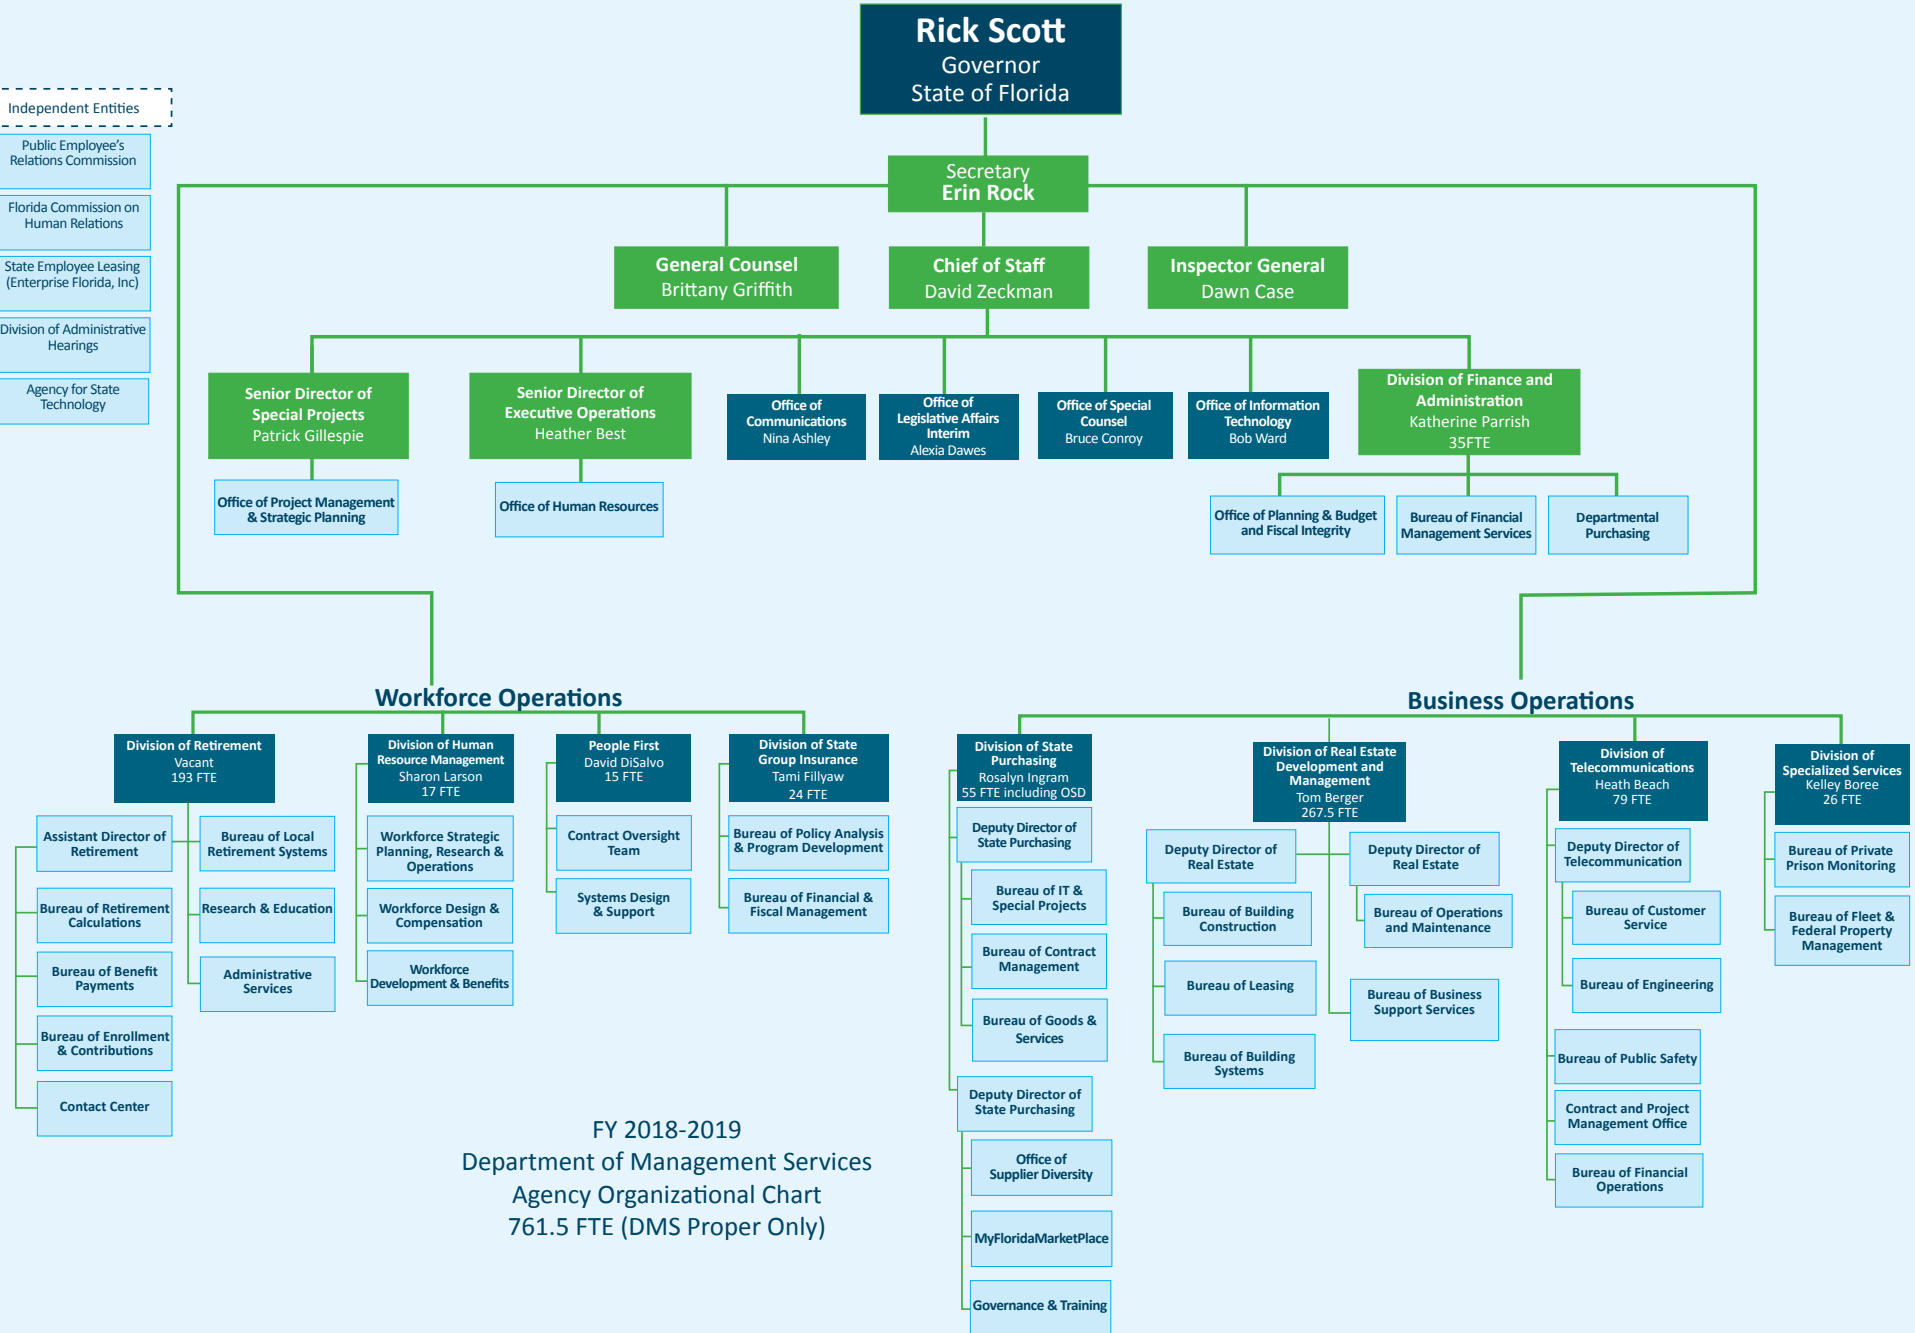 Rick Scott
Governor
State of Florida
Independent Entities
Public Employee's
Relations Commission
Florida Commission on
Human Relations
State Employee Leasing
(Enterprise Florida, Inc)
Division of Administrative
Hearings
Agency for State
Technology
Secretary
Erin Rock
General Counsel
Brittany Griffith
Chief of Staff
David Zeckman
Inspector General
Dawn Case
Senior Director of
Special Projects
Patrick Gillespie
Senior Director of
Executive Operations
Heather Best
Office of
Communications
Nina Ashley
Office of
Legislative Affairs
Interim
Alexia Dawes
Office of Special
Counsel
Bruce Conroy
Office of Information
Technology
Bob Ward
Division of Finance and
Administration
Katherine Parrish
35FTE
Office of Project Management
& Strategic Planning
Office of Human Resources
Office of Planning & Budget
and Fiscal Integrity
Bureau of Financial
Management Services
Departmental
Purchasing
Workforce Operations
Division of Retirement
Vacant
193 FTE
Assistant Director of
Retirement
Bureau of Retirement
Calculations
Bureau of Benefit
Payments
Bureau of Enrollment
& Contributions
Contact Center
Bureau of Local
Retirement Systems
Research & Education
Administrative
Services
Division of Human
Resource Management
Sharon Larson
17 FTE
Workforce Strategic
Planning, Research &
Operations
Workforce Design &
Compensation
Workforce
Development & Benefits
People First
David DiSalvo
15 FTE
Contract Oversight
Team
Systems Design
& Support
Division of State
Group Insurance
Tami Fillyaw
24 FTE
Bureau of Policy Analysis
& Program Development
Bureau of Financial &
Fiscal Management
Business Operations
Division of State
Purchasing
Rosalyn Ingram
55 FTE including OSD
Deputy Director of
State Purchasing
Bureau of IT &
Special Projects
Bureau of Contract
Management
Bureau of Goods &
Services
Deputy Director of
State Purchasing
Office of
Supplier Diversity
MyFloridaMarketPlace
Governance & Training
Division of Real Estate
Development and
Management
Tom Berger
267.5 FTE
Deputy Director of
Real Estate
Bureau of Building
Construction
Bureau of Leasing
Bureau of Building
Systems
Deputy Director of
Real Estate
Bureau of Operations
and Maintenance
Bureau of Business
Support Services
Division of
Telecommunications
Heath Beach
79 FTE
Deputy Director of
Telecommunication
Bureau of Customer
Service
Bureau of Engineering
Bureau of Public Safety
Contract and Project
Management Office
Bureau of Financial
Operations
Division of
Specialized Services
Kelley Boree
26 FTE
Bureau of Private
Prison Monitoring
Bureau of Fleet &
Federal Property
Management
FY 2018-2019
Department of Management Services
Agency Organizational Chart
761.5 FTE (DMS Proper Only)